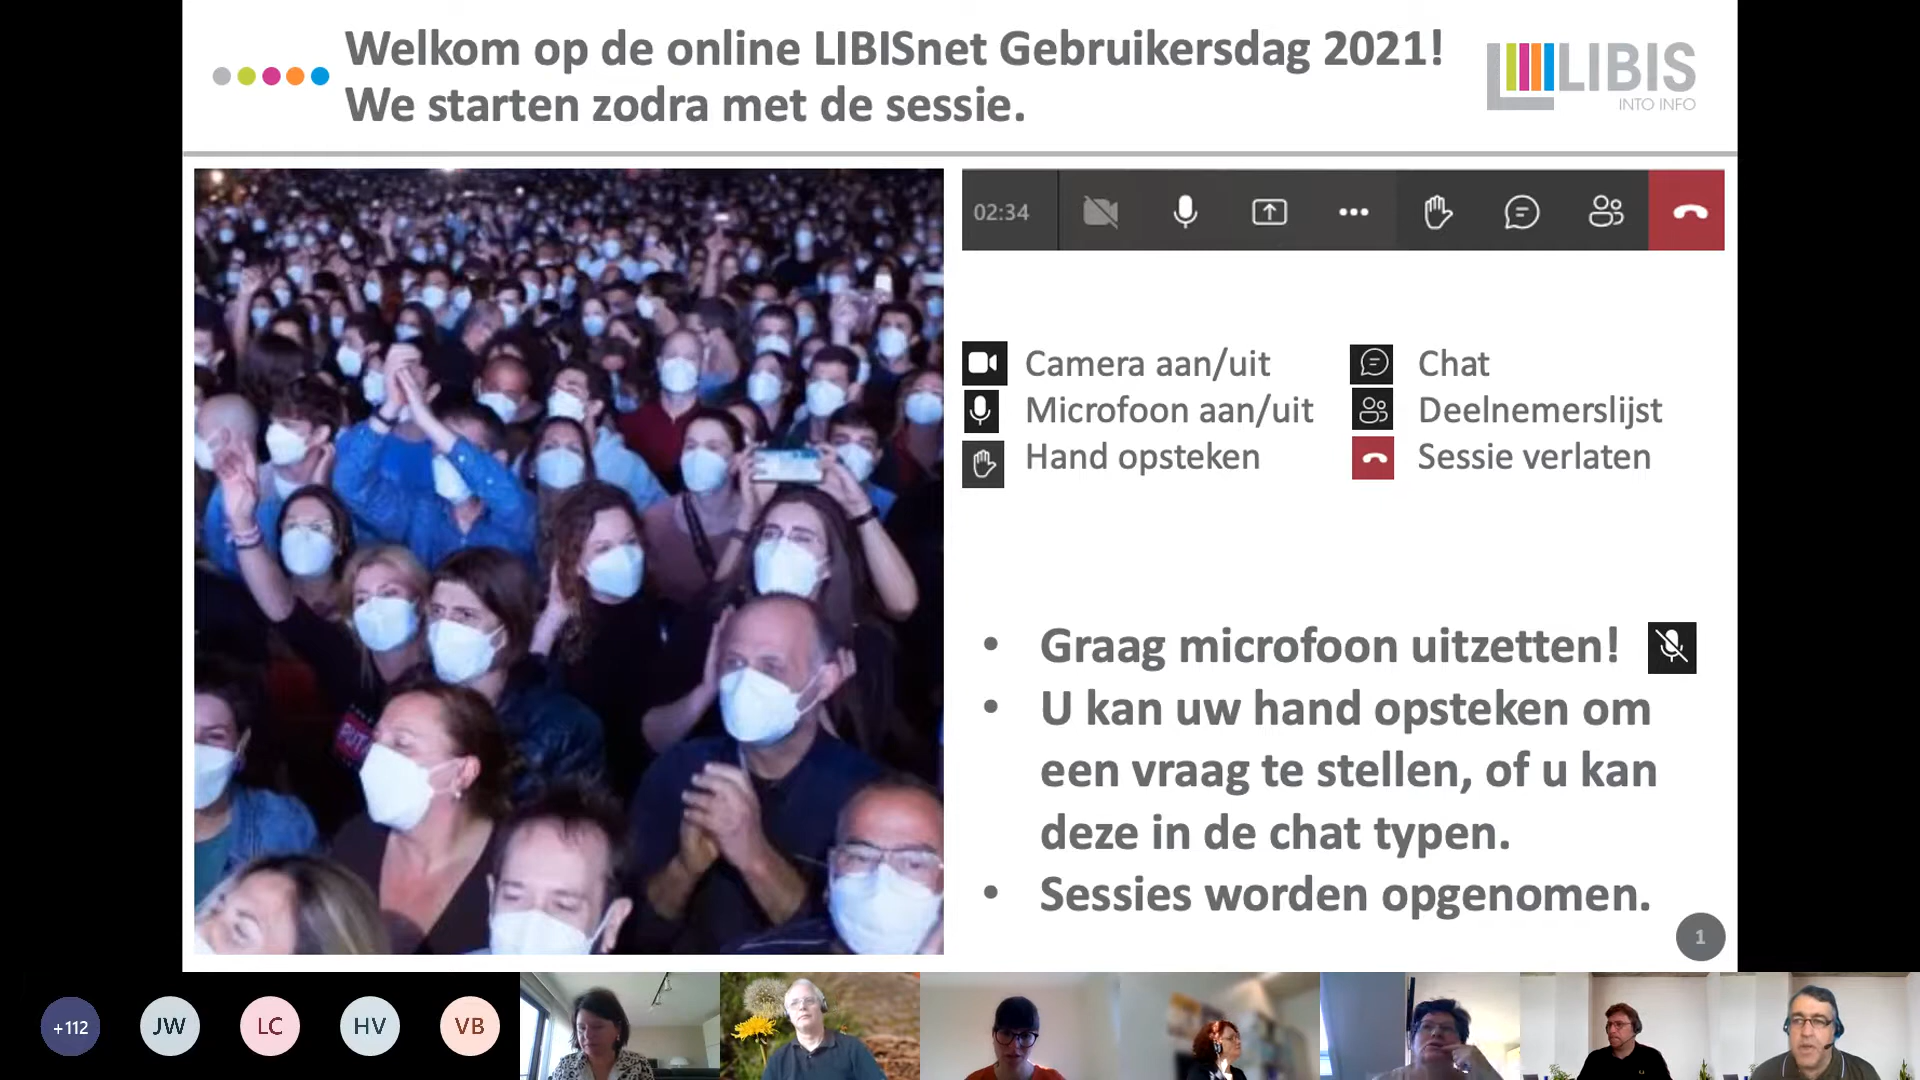 Welkom op de online LIBISnet Gebruikersdag 2021!
We starten zodra met de sessie.
LIBIS
INTO INFO
02:34
Camera aan/uit
Microfoon aan/uit
Hand opsteken
Chat
Deelnemerslijst
Sessie verlaten
• Graag microfoon uitzetten!
• U kan uw hand opsteken om
een vraag te stellen, of u kan
deze in de chat typen.
• Sessies worden opgenomen.
1
+112
JW
LC
HV
VB